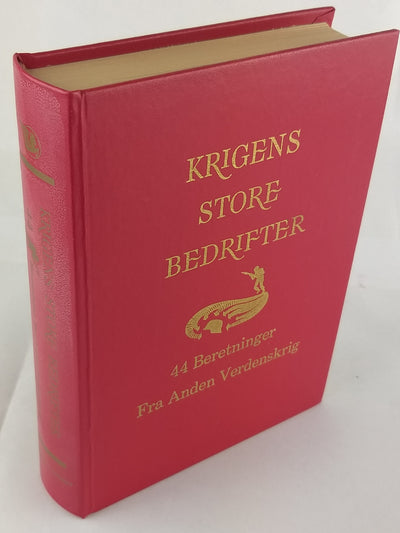 KRIGENS
STORE
BEDRIFTER
44 Beretninger
Fra Anden Verdenskrig